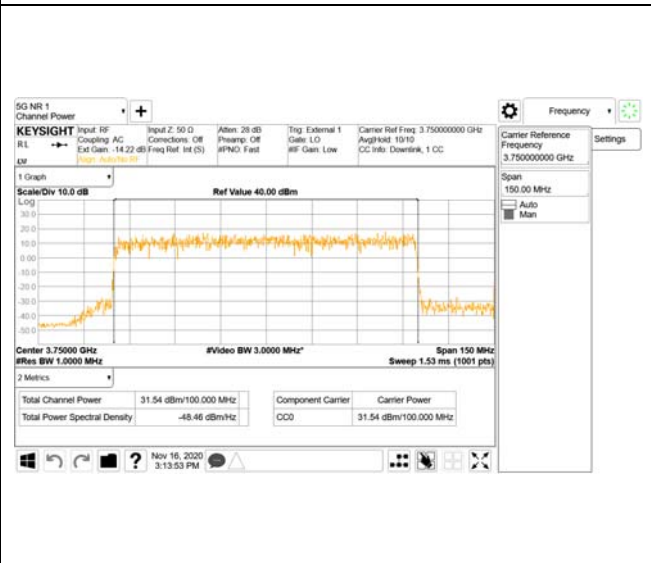 5G NR 1
Channel Power
Frequency
KEYSIGHT
RL
Input: RF
Coupling: AC
Ext Gain: -14.22 dB
Align: Auto/No RF
Input Z: 50 Ω
Corrections: Off
Freq Ref: Int (S)
Atten: 28 dB
Preamp: Off
#PNO: Fast
Trig: External 1
Gate: LO
#IF Gain: Low
Carrier Ref Freq: 3.750000000 GHz
Avg|Hold: 10/10
CC Info: Downlink, 1 CC
Carrier Reference
Frequency
3.750000000 GHz
Settings
Span
150.00 MHz
Auto
Man
1 Graph
Scale/Div 10.0 dB
Ref Value 40.00 dBm
Log
30.0
20.0
10.0
0.00
-10.0
-20.0
-30.0
-40.0
-50.0
Center 3.75000 GHz
#Video BW 3.0000 MHz*
Span 150 MHz
#Res BW 1.0000 MHz
Sweep 1.53 ms (1001 pts)
2 Metrics
Total Channel Power 31.54 dBm/100.000 MHz
Total Power Spectral Density -48.46 dBm/Hz
Component Carrier Carrier Power
CC0 31.54 dBm/100.000 MHz
Nov 16, 2020
3:13:53 PM